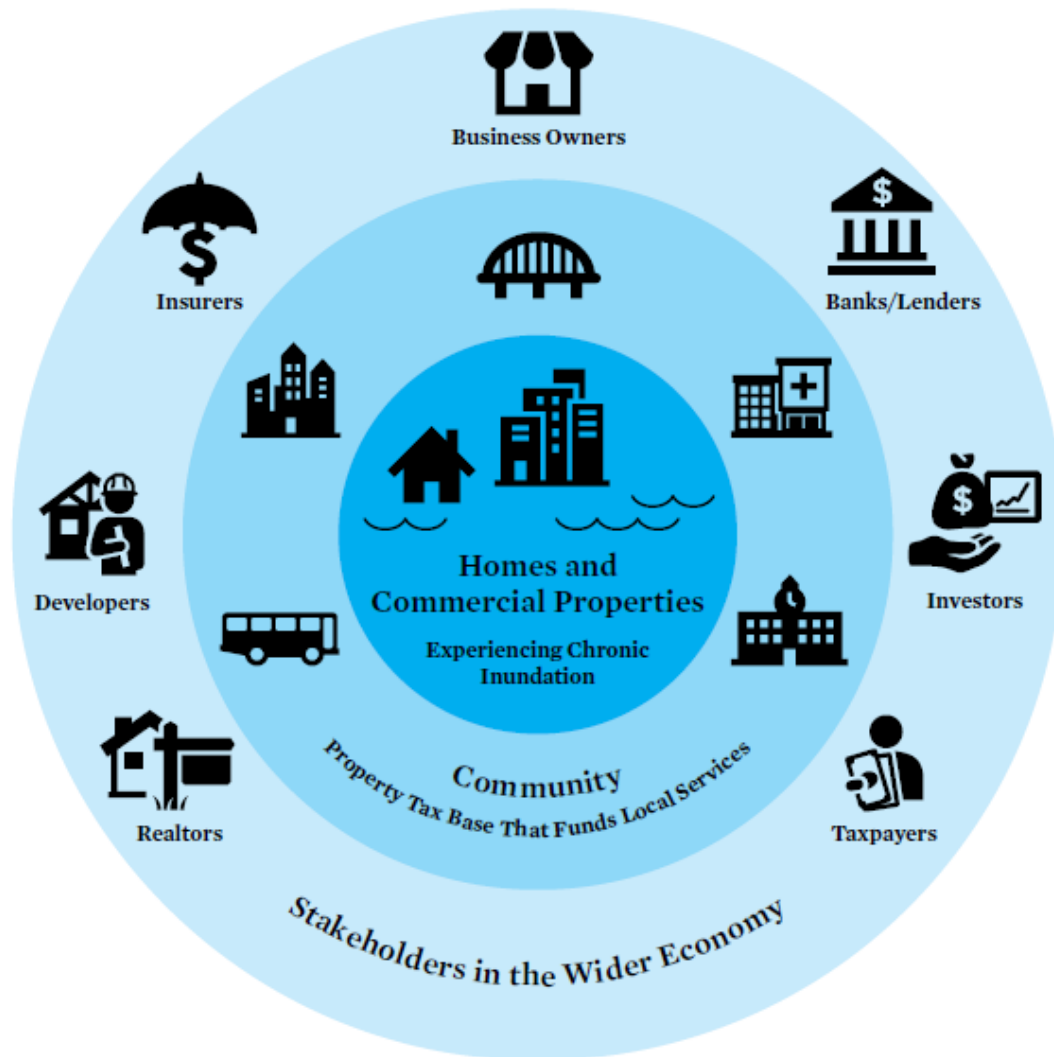 Business Owners
Insurers
Banks/Lenders
$
$
Homes and
Commercial Properties
Experiencing Chronic
Inundation
Developers
$
Investors
Realtors
Taxpayers
Community
Property Tax Base That Funds Local Services
Stakeholders in the Wider Economy